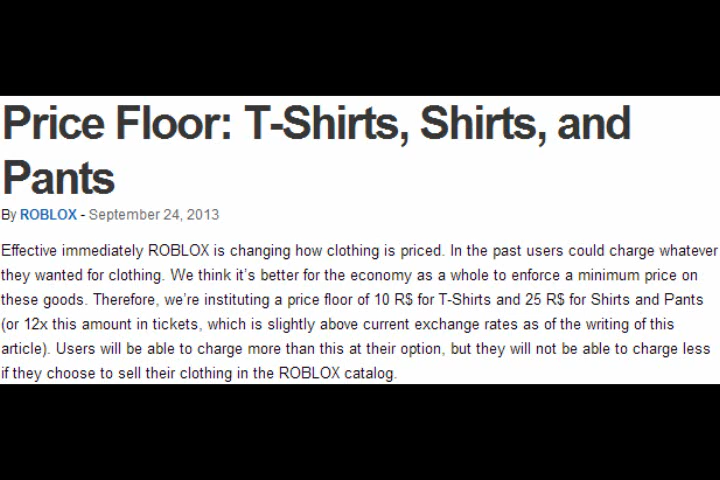 Price Floor: T-Shirts, Shirts, and
Pants
By ROBLOX - September 24, 2013
Effective immediately ROBLOX is changing how clothing is priced. In the past users could charge whatever
they wanted for clothing. We think it's better for the economy as a whole to enforce a minimum price on
these goods. Therefore, we're instituting a price floor of 10 R$ for T-Shirts and 25 R$ for Shirts and Pants
(or 12x this amount in tickets, which is slightly above current exchange rates as of the writing of this
article). Users will be able to charge more than this at their option, but they will not be able to charge less
if they choose to sell their clothing in the ROBLOX catalog.